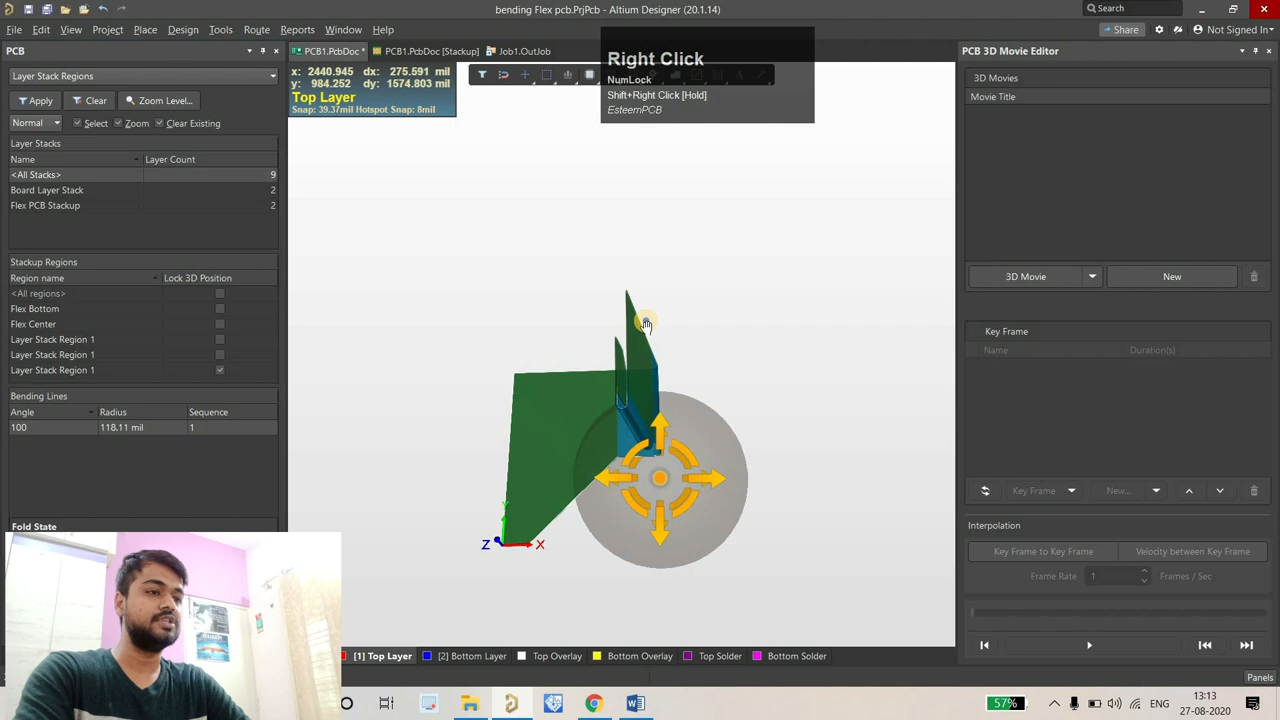 bending Flex pcb.PrjPcb - Altium Designer (20.1.14)
Search
File Edit View Project Place Design Tools Route Reports Window Help
Share
Not Signed In
PCB
PCB1.PcbDoc *
PCB1.PcbDoc [Stackup]
Job1.OutJob
PCB 3D Movie Editor
Layer Stack Regions
Apply
Clear
Zoom Level...
Normal
Select
Zoom
Clear Existing
Layer Stacks
Name Layer Count
<All Stacks> 9
Board Layer Stack 2
Flex PCB Stackup 2
Stackup Regions
Region name Lock 3D Position
<All regions>
Flex Bottom
Flex Center
Layer Stack Region 1
Layer Stack Region 1
Layer Stack Region 1
Bending Lines
Angle Radius Sequence
100 118.11 mil 1
Fold State
x: 2440.945 dx: 275.591 mil
y: 984.252 dy: 1574.803 mil
Top Layer
Snap: 39.37mil Hotspot Snap: 8mil
Right Click
NumLock
Shift+Right Click [Hold]
EsteemPCB
Y
Z
X
3D Movies
Movie Title
3D Movie
New
Key Frame
Name Duration(s)
Key Frame
New...
Interpolation
Key Frame to Key Frame
Velocity between Key Frame
Frame Rate 1 Frames / Sec
[1] Top Layer
[2] Bottom Layer
Top Overlay
Bottom Overlay
Top Solder
Bottom Solder
Panels
57%
ENG
13:13
27-08-2020